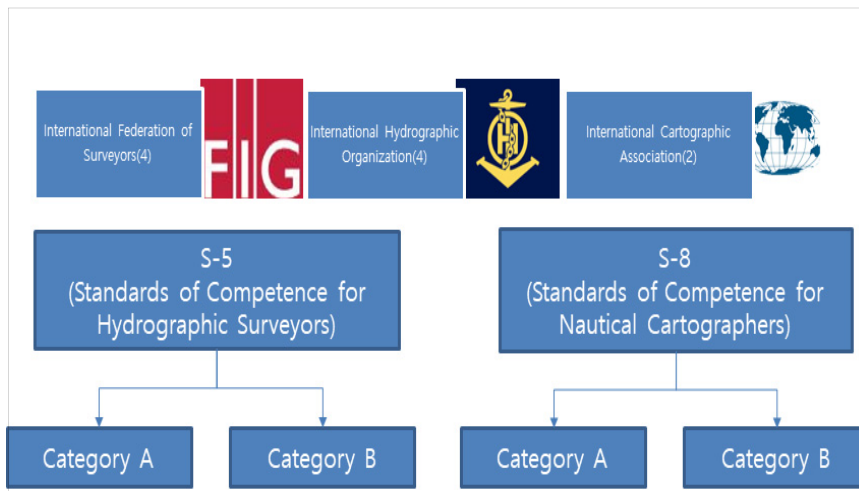 International Federation of
Surveyors(4)
FIG
International Hydrographic
Organization(4)
International Cartographic
Association(2)
S-5
(Standards of Competence for
Hydrographic Surveyors)
S-8
(Standards of Competence for
Nautical Cartographers)
Category A
Category B
Category A
Category B